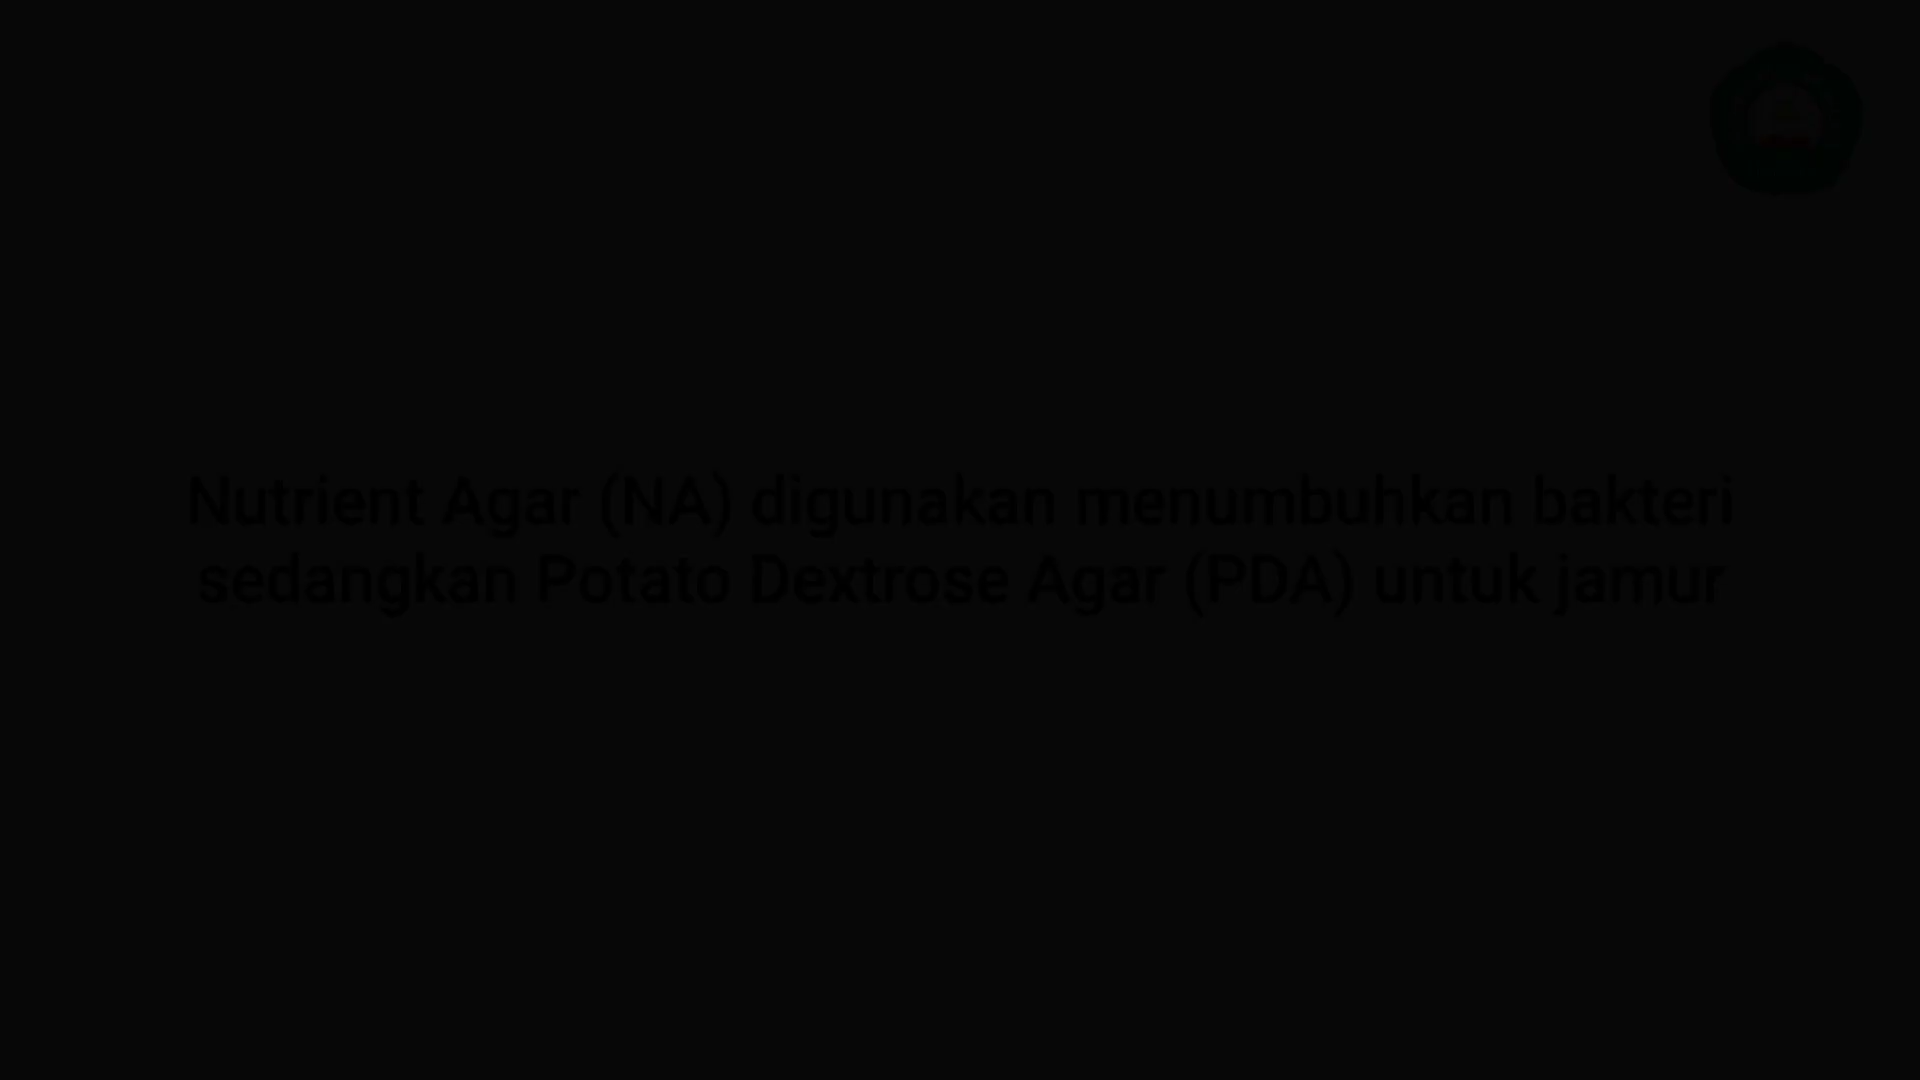 Nutrient Agar (NA) digunakan menumbuhkan bakteri
sedangkan Potato Dextrose Agar (PDA) untuk jamur